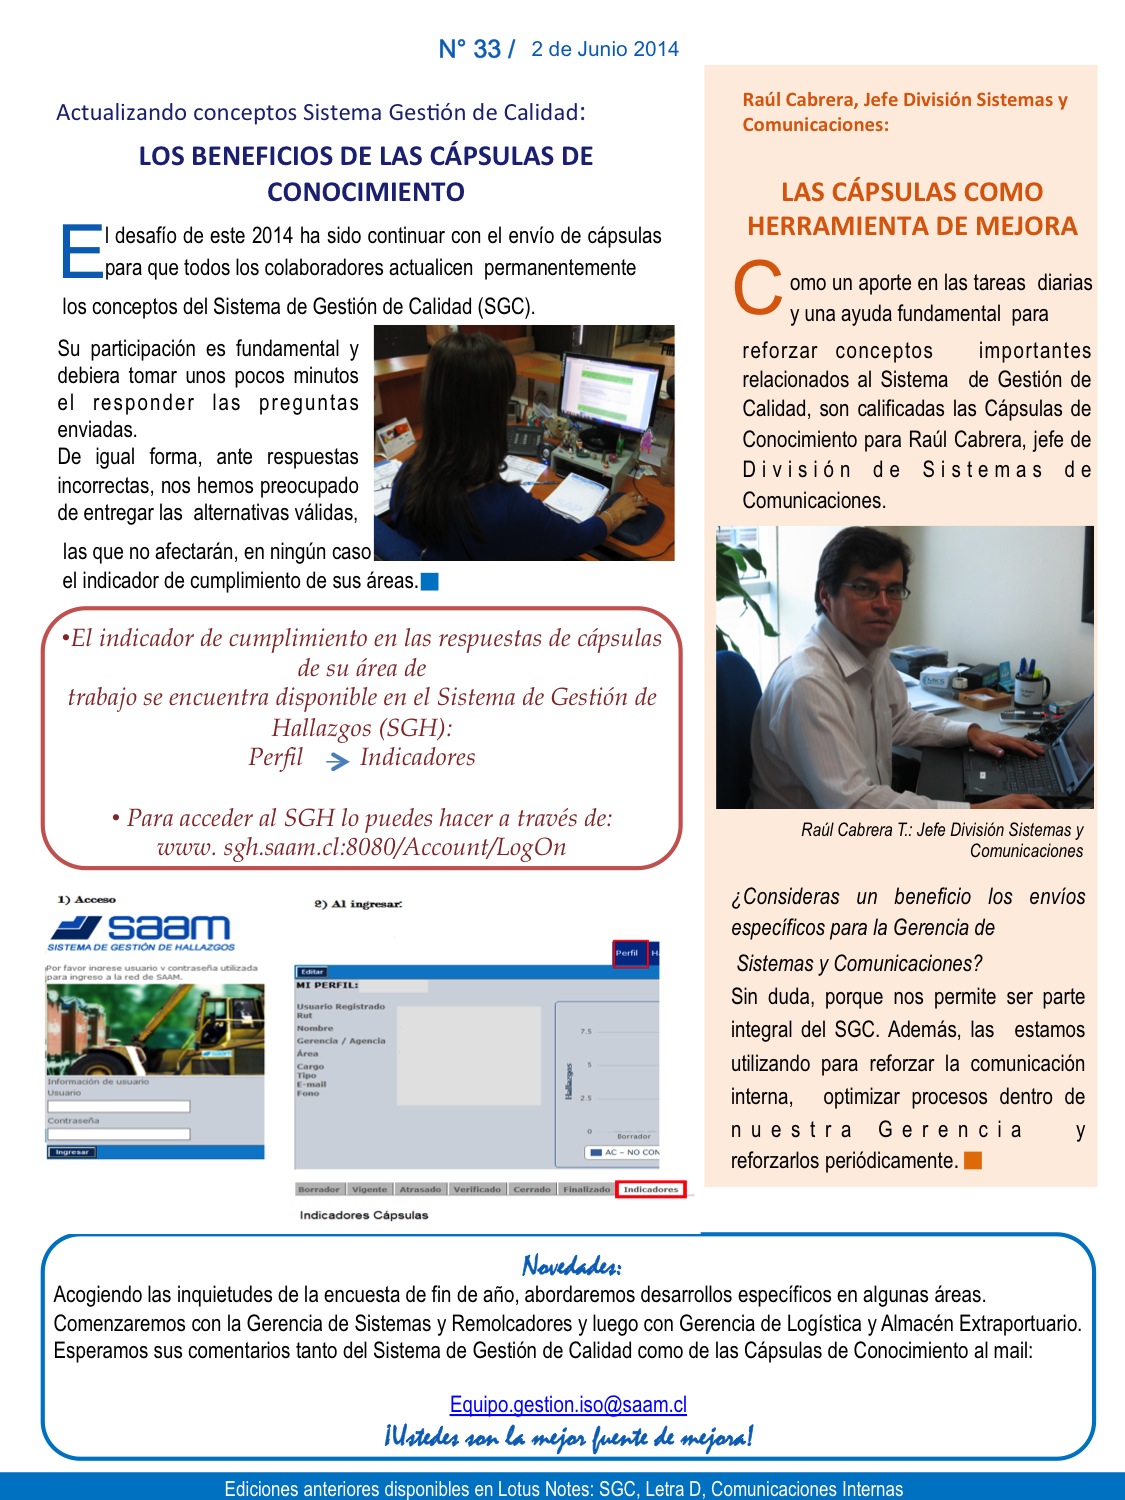 N° 33 / 2 de Junio 2014
Actualizando conceptos Sistema Gestión de Calidad:
LOS BENEFICIOS DE LAS CÁPSULAS DE
CONOCIMIENTO
El desafío de este 2014 ha sido continuar con el envío de cápsulas
para que todos los colaboradores actualicen permanentemente
los conceptos del Sistema de Gestión de Calidad (SGC).
Su participación es fundamental y
debiera tomar unos pocos minutos
el responder las preguntas
enviadas.
De igual forma, ante respuestas
incorrectas, nos hemos preocupado
de entregar las alternativas válidas,
las que no afectarán, en ningún caso
el indicador de cumplimiento de sus áreas.
•El indicador de cumplimiento en las respuestas de cápsulas
de su área de
trabajo se encuentra disponible en el Sistema de Gestión de
Hallazgos (SGH):
Perfil Indicadores
• Para acceder al SGH lo puedes hacer a través de:
www. sgh.saam.cl:8080/Account/LogOn
1) Acceso
saam
SISTEMA DE GESTIÓN DE HALLAZGOS
Por favor ingrese usuario y contraseña utilizada
para ingreso a la red de SAAM.
saam
Información de usuario
Usuario
Contraseña
Ingresar
2) Al ingresar:
Perfil H
Editar
MI PERFIL:
Usuario Registrado
Rut
Nombre
Gerencia / Agencia
Área
Cargo
Tipo
E-mail
Fono
Hallazgos
7.5
5
2.5
0
Borrador
AC - NO CON
Borrador Vigente Atrasado Verificado Cerrado Finalizado Indicadores
Indicadores Cápsulas
Raúl Cabrera, Jefe División Sistemas y
Comunicaciones:
LAS CÁPSULAS COMO
HERRAMIENTA DE MEJORA
Como un aporte en las tareas diarias
y una ayuda fundamental para
reforzar conceptos importantes
relacionados al Sistema de Gestión de
Calidad, son calificadas las Cápsulas de
Conocimiento para Raúl Cabrera, jefe de
División de Sistemas de
Comunicaciones.
Raúl Cabrera T.: Jefe División Sistemas y
Comunicaciones
¿Consideras un beneficio los envíos
específicos para la Gerencia de
Sistemas y Comunicaciones?
Sin duda, porque nos permite ser parte
integral del SGC. Además, las estamos
utilizando para reforzar la comunicación
interna, optimizar procesos dentro de
nuestra Gerencia y
reforzarlos periódicamente.
Novedades:
Acogiendo las inquietudes de la encuesta de fin de año, abordaremos desarrollos específicos en algunas áreas.
Comenzaremos con la Gerencia de Sistemas y Remolcadores y luego con Gerencia de Logística y Almacén Extraportuario.
Esperamos sus comentarios tanto del Sistema de Gestión de Calidad como de las Cápsulas de Conocimiento al mail:
Equipo.gestion.iso@saam.cl
¡Ustedes son la mejor fuente de mejora!
Ediciones anteriores disponibles en Lotus Notes: SGC, Letra D, Comunicaciones Internas